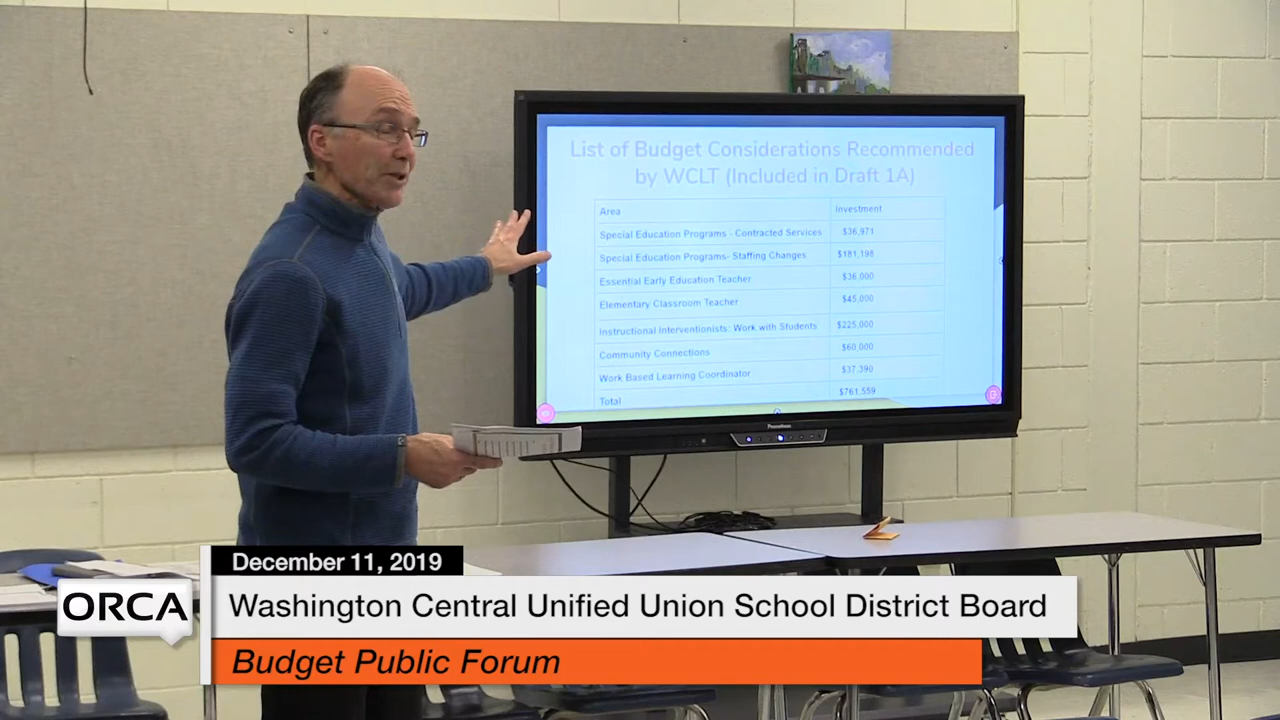 List of Budget Considerations Recommended
by WCLT (Included in Draft 1A)
Area Investment
Special Education Programs - Contracted Services $36,971
Special Education Programs- Staffing Changes $181,198
Essential Early Education Teacher $36,000
Elementary Classroom Teacher $45,000
Instructional Interventionists: Work with Students $225,000
Community Connections $60,000
Work Based Learning Coordinator $37,390
Total $761,559
Promethean
December 11, 2019
ORCA
Washington Central Unified Union School District Board
Budget Public Forum